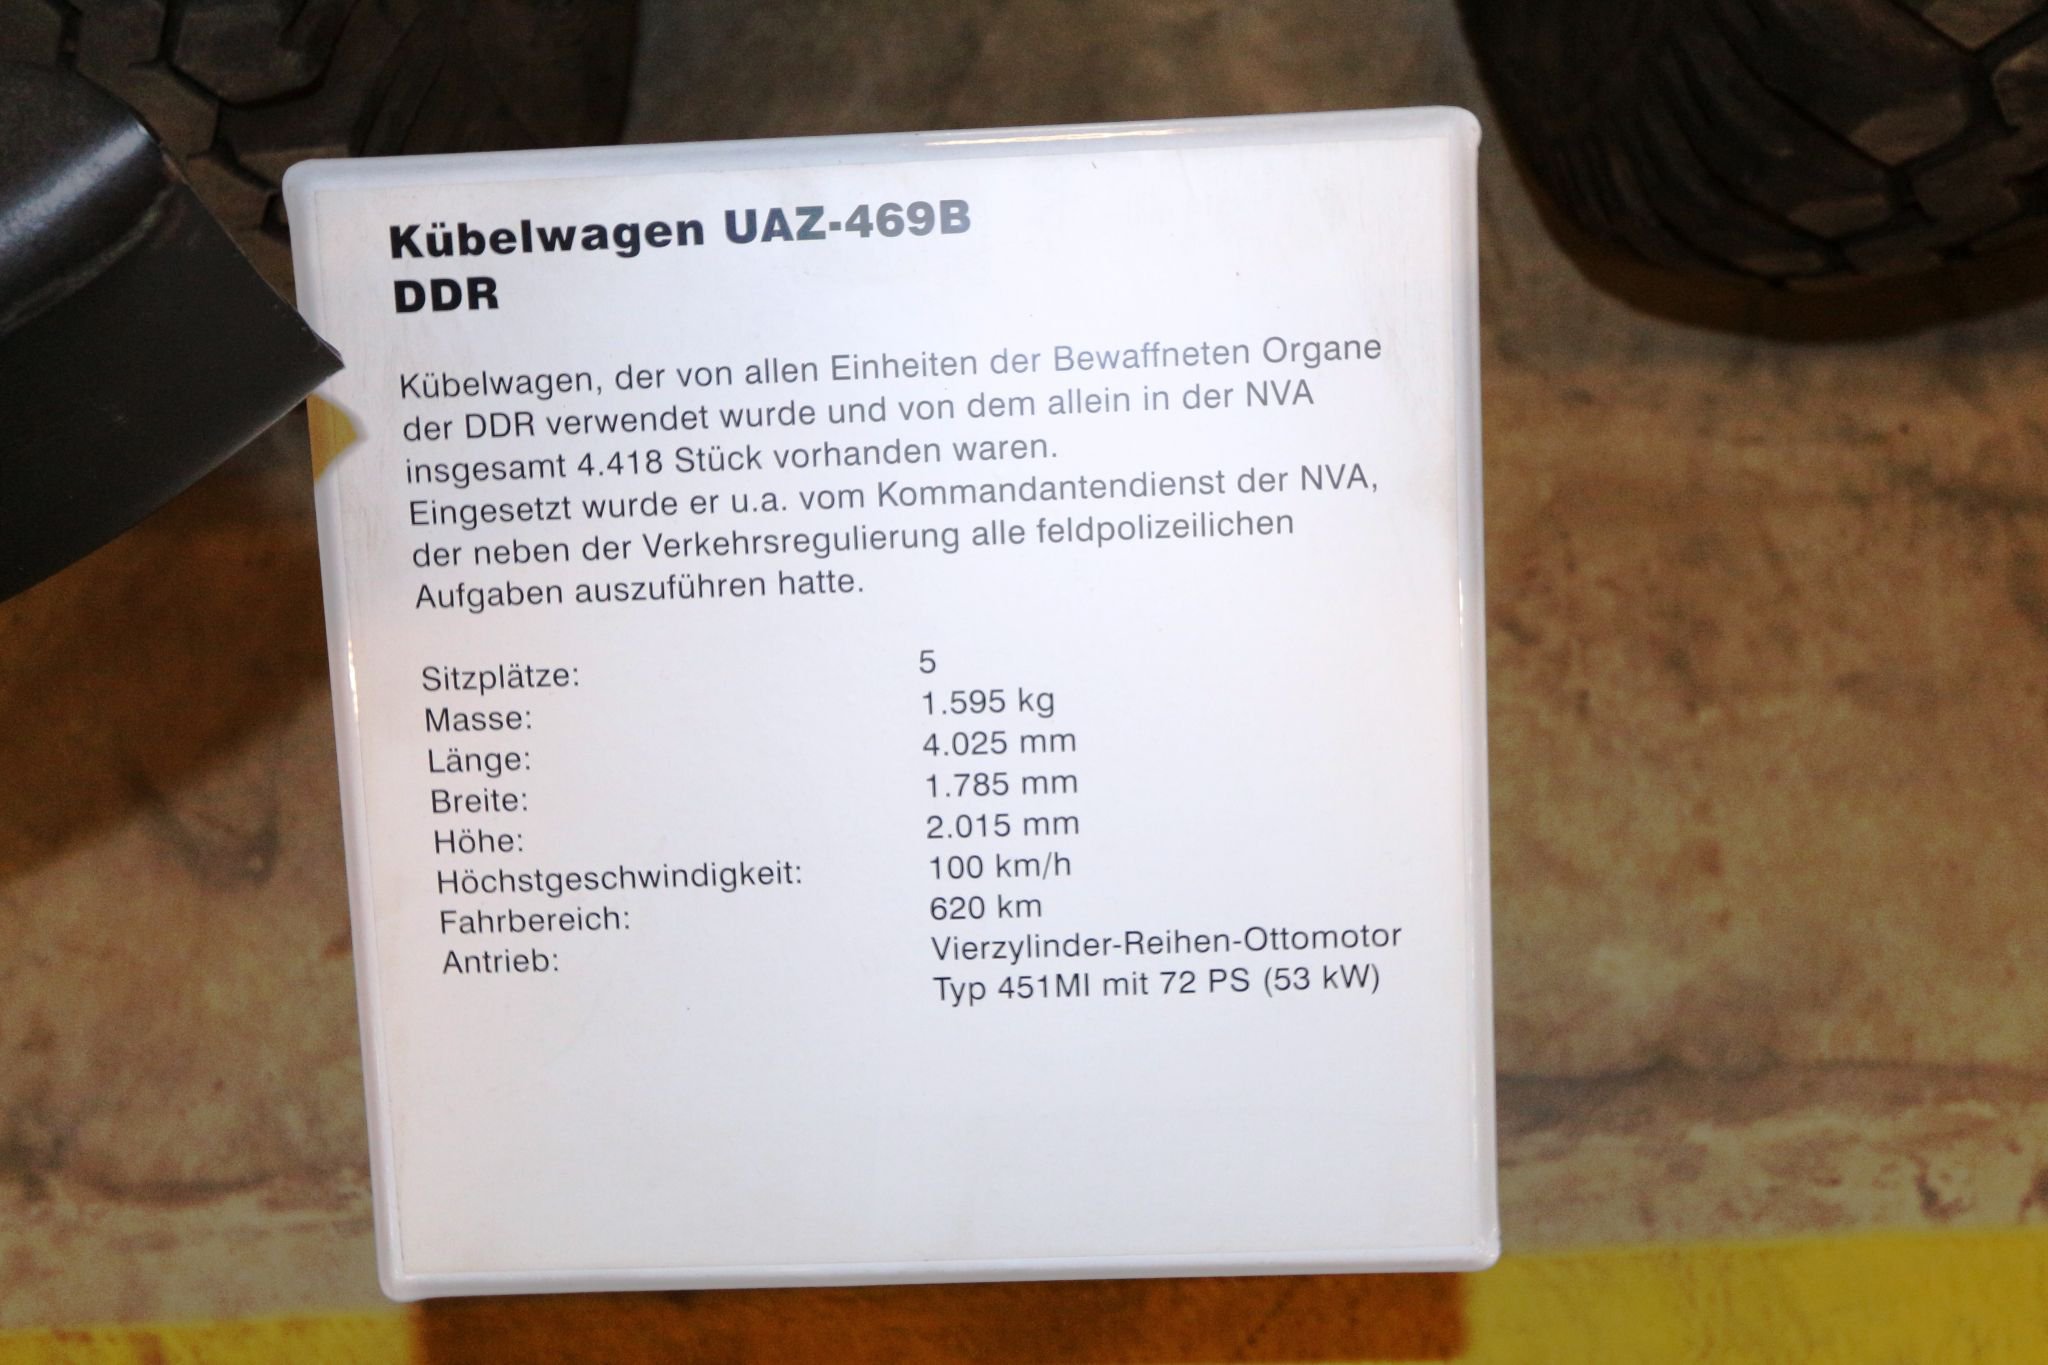 Kübelwagen UAZ-469B
DDR
Kübelwagen, der von allen Einheiten der Bewaffneten Organe
der DDR verwendet wurde und von dem allein in der NVA
insgesamt 4.418 Stück vorhanden waren.
Eingesetzt wurde er u.a. vom Kommandantendienst der NVA,
der neben der Verkehrsregulierung alle feldpolizeilichen
Aufgaben auszuführen hatte.
Sitzplätze: 5
Masse: 1.595 kg
Länge: 4.025 mm
Breite: 1.785 mm
Höhe: 2.015 mm
Höchstgeschwindigkeit: 100 km/h
Fahrbereich: 620 km
Antrieb: Vierzylinder-Reihen-Ottomotor
Typ 451MI mit 72 PS (53 kW)